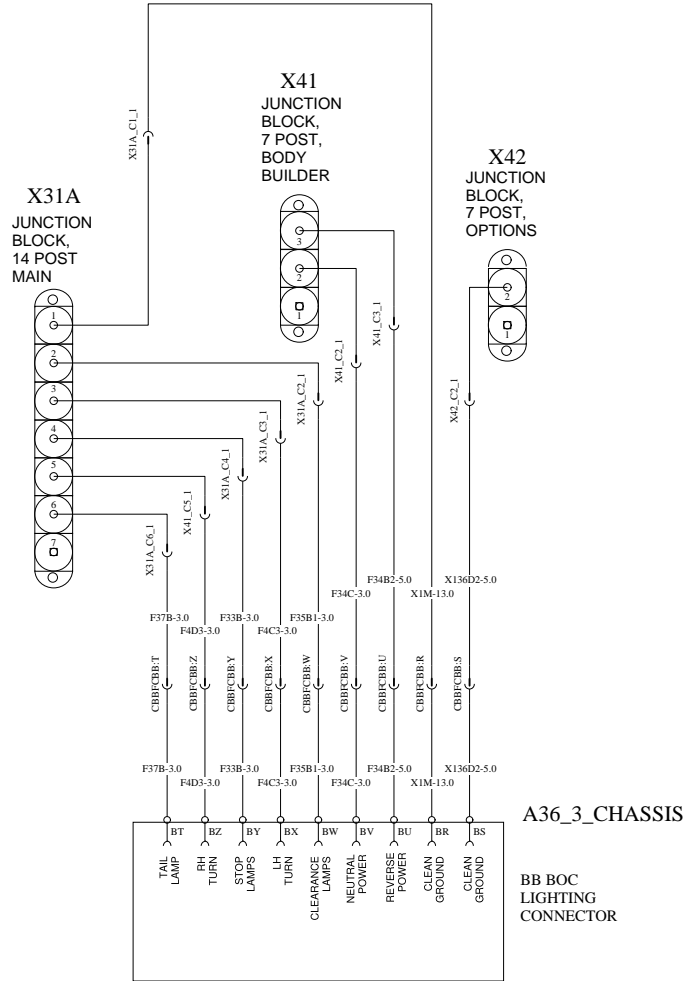 X41
JUNCTION
BLOCK,
7 POST,
BODY
BUILDER
X31A_C1_1
X42
JUNCTION
BLOCK,
7 POST,
OPTIONS
X31A
JUNCTION
BLOCK,
14 POST
MAIN
3
2
1
2
1
1
2
3
4
5
6
7
X41_C3_1
X41_C2_1
X31A_C2_1
X42_C2_1
X31A_C3_1
X31A_C4_1
X41_C5_1
X31A_C6_1
F34B2-5.0
X136D2-5.0
F34C-3.0
X1M-13.0
F37B-3.0
F33B-3.0
F35B1-3.0
F4D3-3.0
F4C3-3.0
CBBFCBB:T
CBBFCBB:Z
CBBFCBB:Y
CBBFCBB:X
CBBFCBB:W
CBBFCBB:V
CBBFCBB:U
CBBFCBB:R
CBBFCBB:S
F37B-3.0
F33B-3.0
F35B1-3.0
F34B2-5.0
X136D2-5.0
F4D3-3.0
F4C3-3.0
F34C-3.0
X1M-13.0
A36_3_CHASSIS
BT
BZ
BY
BX
BW
BV
BU
BR
BS
TAIL
LAMP
RH
TURN
STOP
LAMPS
LH
TURN
CLEARANCE
LAMPS
NEUTRAL
POWER
REVERSE
POWER
CLEAN
GROUND
CLEAN
GROUND
BB BOC
LIGHTING
CONNECTOR